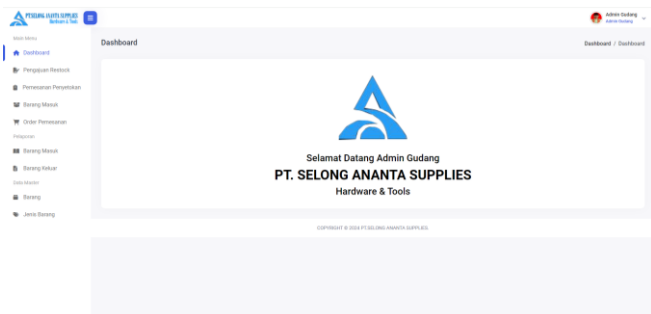 PT.SELONG ANANTA SUPPLIES
Hardware & Tools
Admin Gudang
Admin Gudang
Main Menu
Dashboard
Pengajuan Restock
Pemesanan Penyetokan
Barang Masuk
Order Pemesanan
Pelaporan
Barang Masuk
Barang Keluar
Data Master
Barang
Jenis Barang
Dashboard
Dashboard / Dashboard
Selamat Datang Admin Gudang
PT. SELONG ANANTA SUPPLIES
Hardware & Tools
COPYRIGHT © 2024 PT.SELONG ANANTA SUPPLIES.